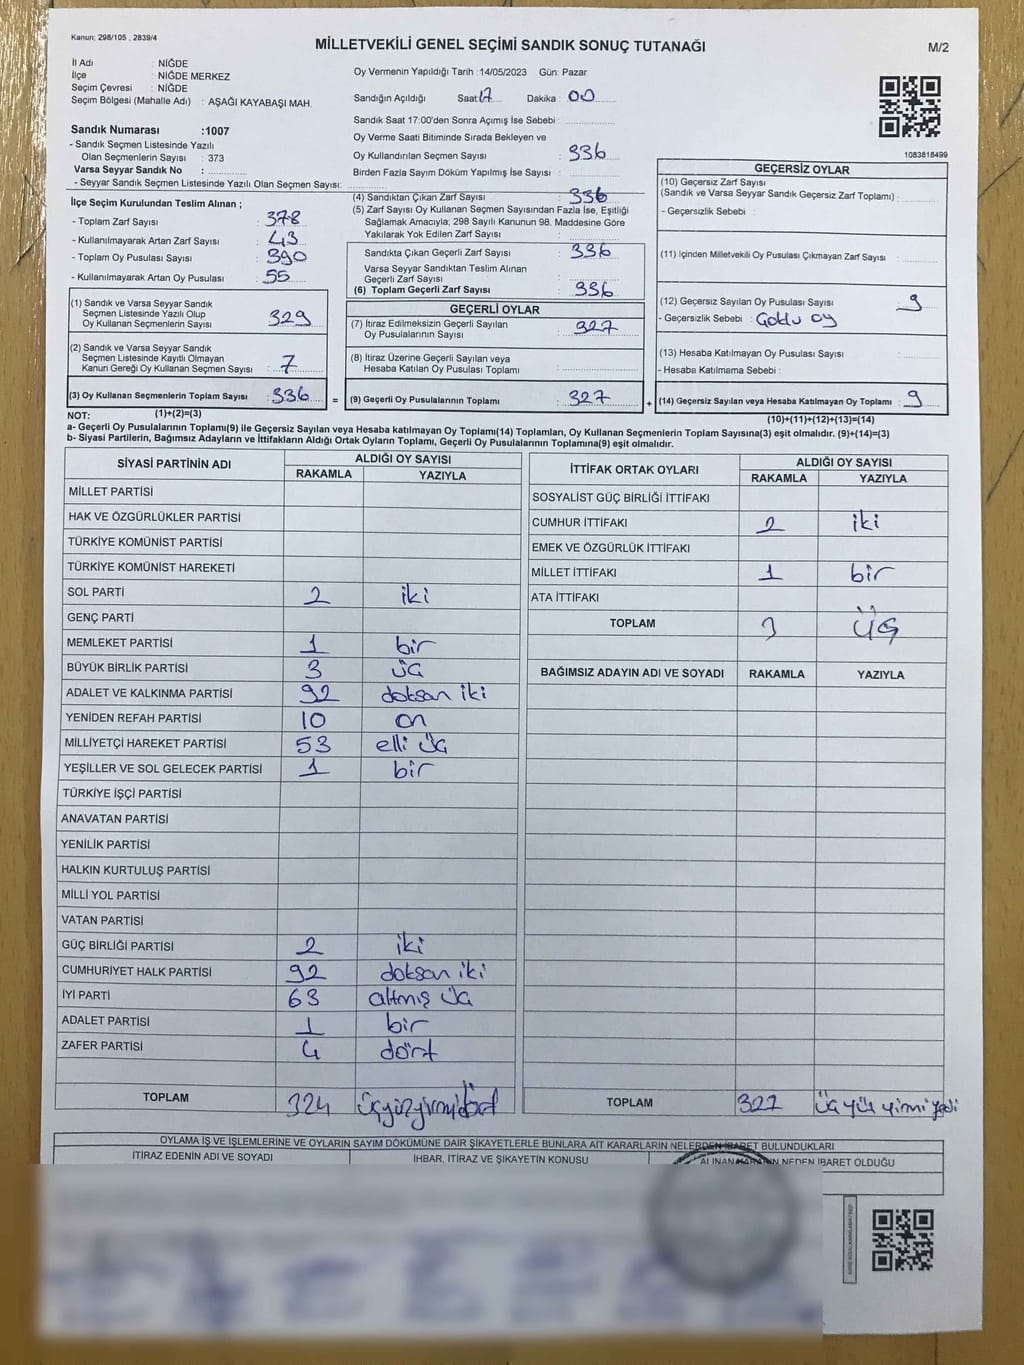 Kanun; 298/105 , 2839/4
MİLLETVEKİLİ GENEL SEÇİMİ SANDIK SONUÇ TUTANAĞI
M/2
İl Adı : NİĞDE
İlçe : NİĞDE MERKEZ
Seçim Çevresi : NİĞDE
Seçim Bölgesi (Mahalle Adı) : AŞAĞI KAYABAŞI MAH.
Sandık Numarası :1007
- Sandık Seçmen Listesinde Yazılı
Olan Seçmenlerin Sayısı : 373
Varsa Seyyar Sandık No :
- Seyyar Sandık Seçmen Listesinde Yazılı Olan Seçmen Sayısı:
İlçe Seçim Kurulundan Teslim Alınan ;
- Toplam Zarf Sayısı : 378
- Kullanılmayarak Artan Zarf Sayısı : 43
- Toplam Oy Pusulası Sayısı : 390
- Kullanılmayarak Artan Oy Pusulası : 55
(1) Sandık ve Varsa Seyyar Sandık
Seçmen Listesinde Yazılı Olup
Oy Kullanan Seçmenlerin Sayısı : 329
(2) Sandık ve Varsa Seyyar Sandık
Seçmen Listesinde Kayıtlı Olmayan
Kanun Gereği Oy Kullanan Seçmen Sayısı : 7
(3) Oy Kullanan Seçmenlerin Toplam Sayısı : 336
Oy Vermenin Yapıldığı Tarih :14/05/2023 Gün: Pazar
Sandığın Açıldığı Saat: 17 Dakika : 00
Sandık Saat 17:00'den Sonra Açımış İse Sebebi :
Oy Verme Saati Bitiminde Sırada Bekleyen ve
Oy Kullandırılan Seçmen Sayısı : 336
Birden Fazla Sayım Döküm Yapılmış İse Sayısı :
(4) Sandıktan Çıkan Zarf Sayısı : 336
(5) Zarf Sayısı Oy Kullanan Seçmen Sayısından Fazla İse, Eşitliği
Sağlamak Amacıyla; 298 Sayılı Kanunun 98. Maddesine Göre
Yakılarak Yok Edilen Zarf Sayısı :
Sandıkta Çıkan Geçerli Zarf Sayısı : 336
Varsa Seyyar Sandıktan Teslim Alınan
Geçerli Zarf Sayısı :
(6) Toplam Geçerli Zarf Sayısı : 336
GEÇERLİ OYLAR
(7) İtiraz Edilmeksizin Geçerli Sayılan
Oy Pusulalarının Sayısı : 327
(8) İtiraz Üzerine Geçerli Sayılan veya
Hesaba Katılan Oy Pusulası Toplamı :
= (9) Geçerli Oy Pusulalarının Toplamı : 327
1083818499
GEÇERSİZ OYLAR
(10) Geçersiz Zarf Sayısı
(Sandık ve Varsa Seyyar Sandık Geçersiz Zarf Toplamı) :
- Geçersizlik Sebebi :
(11) İçinden Milletvekili Oy Pusulası Çıkmayan Zarf Sayısı :
(12) Geçersiz Sayılan Oy Pusulası Sayısı : 9
- Geçersizlik Sebebi : Çoklu oy
(13) Hesaba Katılmayan Oy Pusulası Sayısı :
- Hesaba Katılmama Sebebi :
+ (14) Geçersiz Sayılan veya Hesaba Katılmayan Oy Toplamı : 9
NOT: (1)+(2)=(3)
(10)+(11)+(12)+(13)=(14)
a- Geçerli Oy Pusulalarının Toplamı(9) ile Geçersiz Sayılan veya Hesaba katılmayan Oy Toplamı(14) Toplamları, Oy Kullanan Seçmenlerin Toplam Sayısına(3) eşit olmalıdır. (9)+(14)=(3)
b- Siyasi Partilerin, Bağımsız Adayların ve İttifakların Aldığı Ortak Oyların Toplamı, Geçerli Oy Pusulalarının Toplamına(9) eşit olmalıdır.
SİYASİ PARTİNİN ADI ALDIĞI OY SAYISI
RAKAMLA YAZIYLA
MİLLET PARTİSİ
HAK VE ÖZGÜRLÜKLER PARTİSİ
TÜRKİYE KOMÜNİST PARTİSİ
TÜRKİYE KOMÜNİST HAREKETİ
SOL PARTİ 2 iki
GENÇ PARTİ
MEMLEKET PARTİSİ 1 bir
BÜYÜK BİRLİK PARTİSİ 3 üç
ADALET VE KALKINMA PARTİSİ 92 doksan iki
YENİDEN REFAH PARTİSİ 10 on
MİLLİYETÇİ HAREKET PARTİSİ 53 elli üç
YEŞİLLER VE SOL GELECEK PARTİSİ 1 bir
TÜRKİYE İŞÇİ PARTİSİ
ANAVATAN PARTİSİ
YENİLİK PARTİSİ
HALKIN KURTULUŞ PARTİSİ
MİLLİ YOL PARTİSİ
VATAN PARTİSİ
GÜÇ BİRLİĞİ PARTİSİ 2 iki
CUMHURİYET HALK PARTİSİ 92 doksan iki
İYİ PARTİ 63 altmış üç
ADALET PARTİSİ 1 bir
ZAFER PARTİSİ 4 dört
TOPLAM 324 üçyüzyirmidört
İTTİFAK ORTAK OYLARI ALDIĞI OY SAYISI
RAKAMLA YAZIYLA
SOSYALİST GÜÇ BİRLİĞİ İTTİFAKI
CUMHUR İTTİFAKI 2 iki
EMEK VE ÖZGÜRLÜK İTTİFAKI
MİLLET İTTİFAKI 1 bir
ATA İTTİFAKI
TOPLAM 3 üç
BAĞIMSIZ ADAYIN ADI VE SOYADI RAKAMLA YAZIYLA
TOPLAM 327 üç yüz yirmi yedi
OYLAMA İŞ VE İŞLEMLERİNE VE OYLARIN SAYIM DÖKÜMÜNE DAİR ŞİKAYETLERLE BUNLARA AİT KARARLARIN NELERDEN İBARET BULUNDUKLARI
İTİRAZ EDENİN ADI VE SOYADI İHBAR, İTİRAZ VE ŞİKAYETİN KONUSU ALINAN KARARIN NEDEN İBARET OLDUĞU